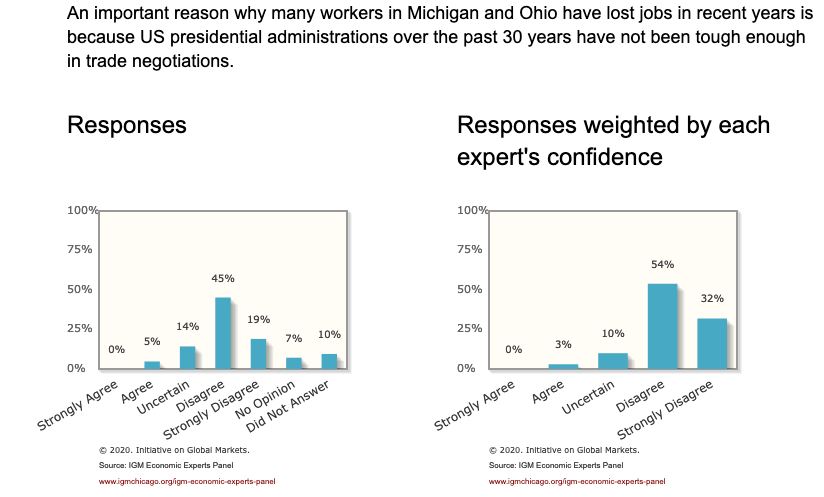 An important reason why many workers in Michigan and Ohio have lost jobs in recent years is
because US presidential administrations over the past 30 years have not been tough enough
in trade negotiations.
Responses
100%
75%
50%
25%
0%
0%
5%
14%
45%
19%
7%
10%
Strongly Agree
Agree
Uncertain
Disagree
Strongly Disagree
No Opinion
Did Not Answer
© 2020. Initiative on Global Markets.
Source: IGM Economic Experts Panel
www.igmchicago.org/igm-economic-experts-panel
Responses weighted by each
expert's confidence
100%
75%
50%
25%
0%
0%
3%
10%
54%
32%
Strongly Agree
Agree
Uncertain
Disagree
Strongly Disagree
© 2020. Initiative on Global Markets.
Source: IGM Economic Experts Panel
www.igmchicago.org/igm-economic-experts-panel